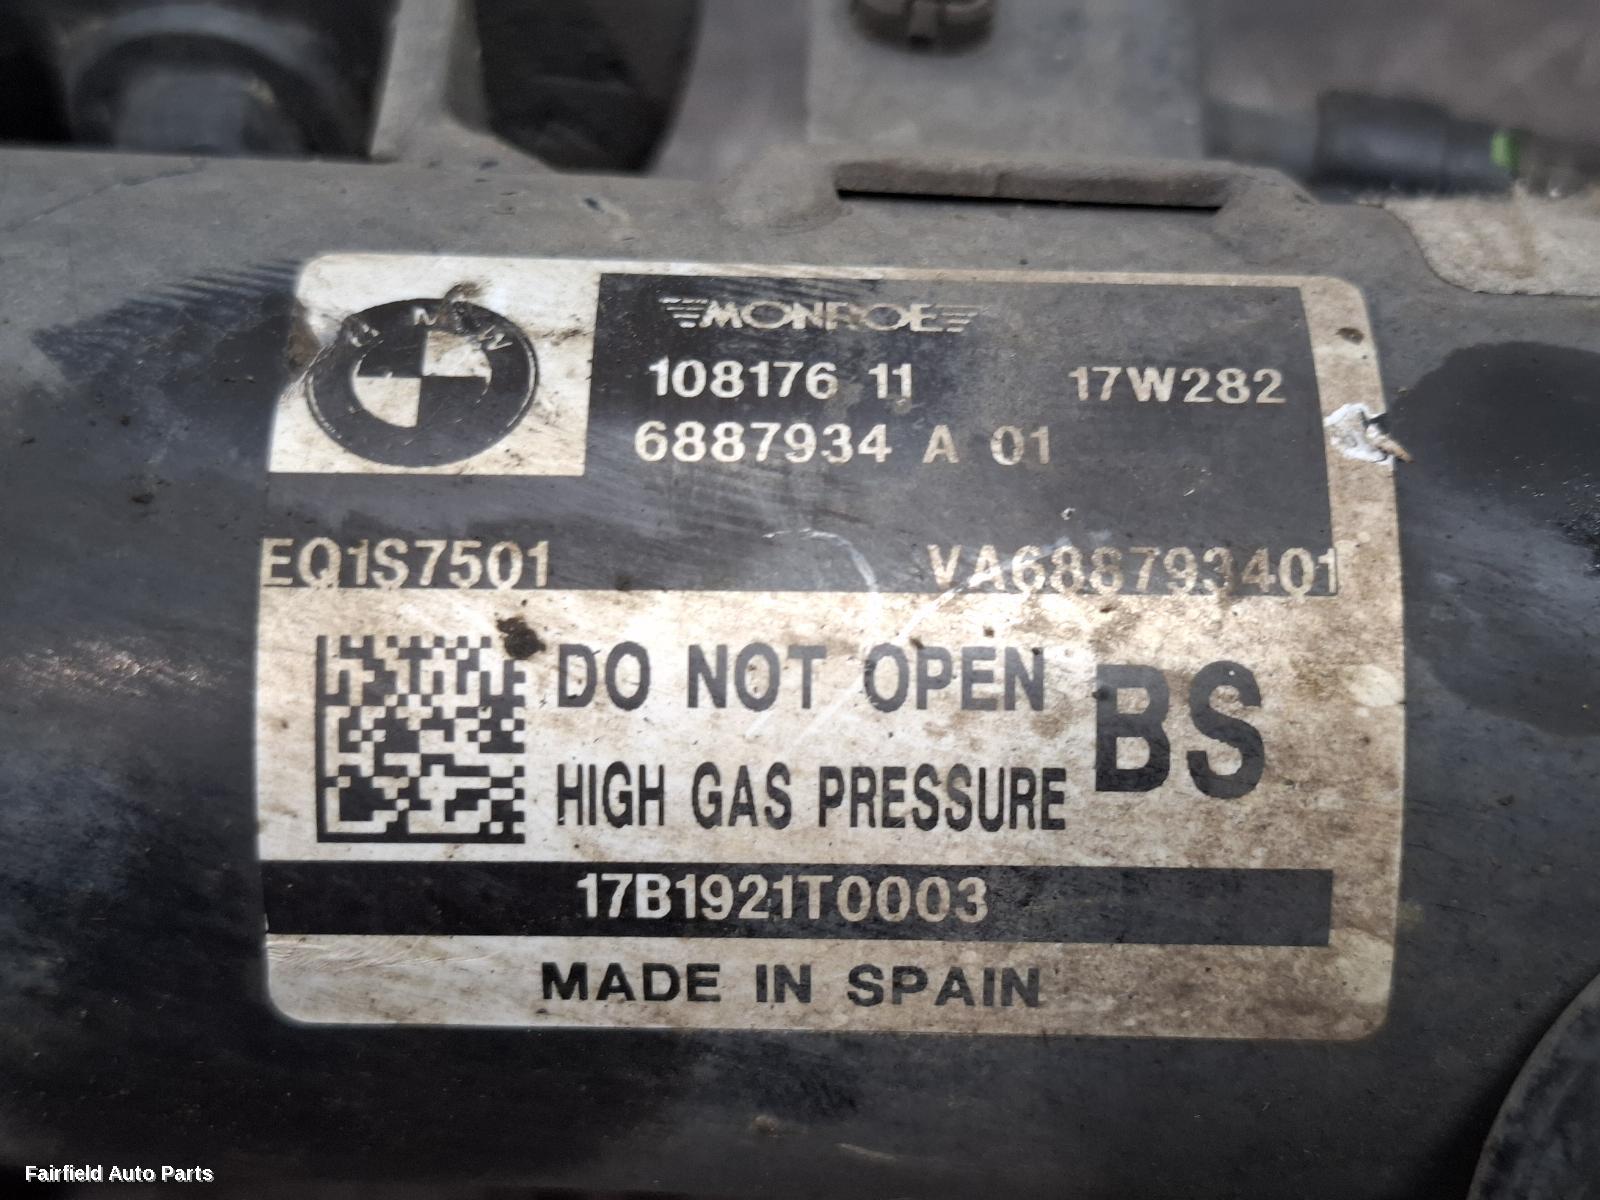 BMW
MONROE
108176 11 17W282
6887934 A 01
EQ1S7501 VA688793401
DO NOT OPEN
HIGH GAS PRESSURE
BS
17B1921T0003
MADE IN SPAIN
Fairfield Auto Parts